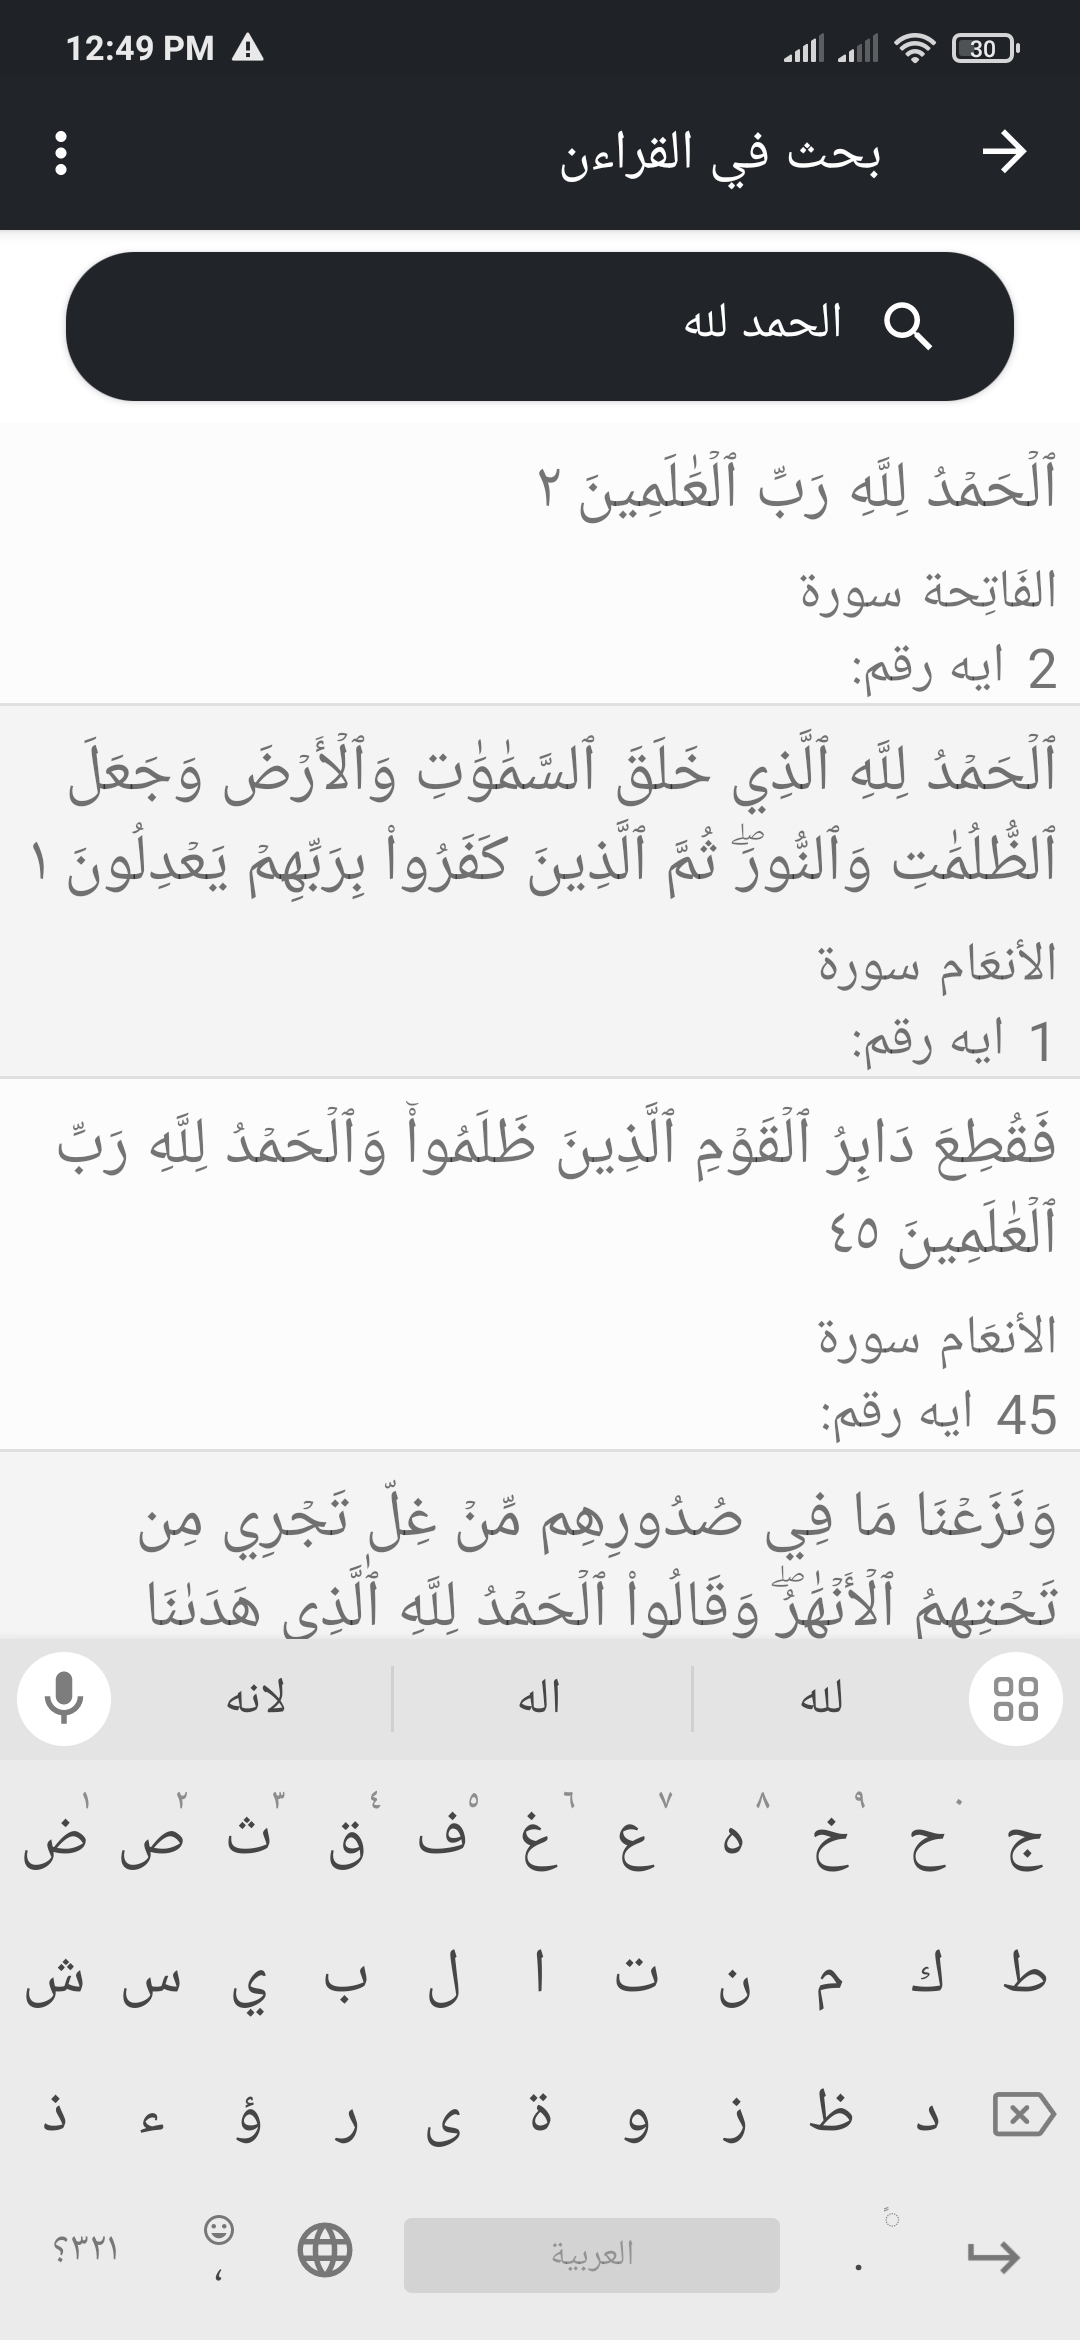 12:49 PM
30
بحث في القراءن
الحمد لله
ٱلۡحَمۡدُ لِلَّهِ رَبِّ ٱلۡعَٰلَمِينَ ٢
الفَاتِحة سورة
2 ايه رقم:
ٱلۡحَمۡدُ لِلَّهِ ٱلَّذِي خَلَقَ ٱلسَّمَٰوَٰتِ وَٱلۡأَرۡضَ وَجَعَلَ
ٱلظُّلُمَٰتِ وَٱلنُّورَۖ ثُمَّ ٱلَّذِينَ كَفَرُواْ بِرَبِّهِمۡ يَعۡدِلُونَ ١
الأنعَام سورة
1 ايه رقم:
فَقُطِعَ دَابِرُ ٱلۡقَوۡمِ ٱلَّذِينَ ظَلَمُواْۚ وَٱلۡحَمۡدُ لِلَّهِ رَبِّ
ٱلۡعَٰلَمِينَ ٤٥
الأنعَام سورة
45 ايه رقم:
وَنَزَعۡنَا مَا فِي صُدُورِهِم مِّنۡ غِلّٖ تَجۡرِي مِن
تَحۡتِهِمُ ٱلۡأَنۡهَٰرُۖ وَقَالُواْ ٱلۡحَمۡدُ لِلَّهِ ٱلَّذِي هَدَىٰنَا
لله اله لانه
١ ٢ ٣ ٤ ٥ ٦ ٧ ٨ ٩ ٠
ض ص ث ق ف غ ع ه خ ح ج
ش س ي ب ل ا ت ن م ك ط
ذ ء ؤ ر ى ة و ز ظ د
٣٢١؟ ، العربية .